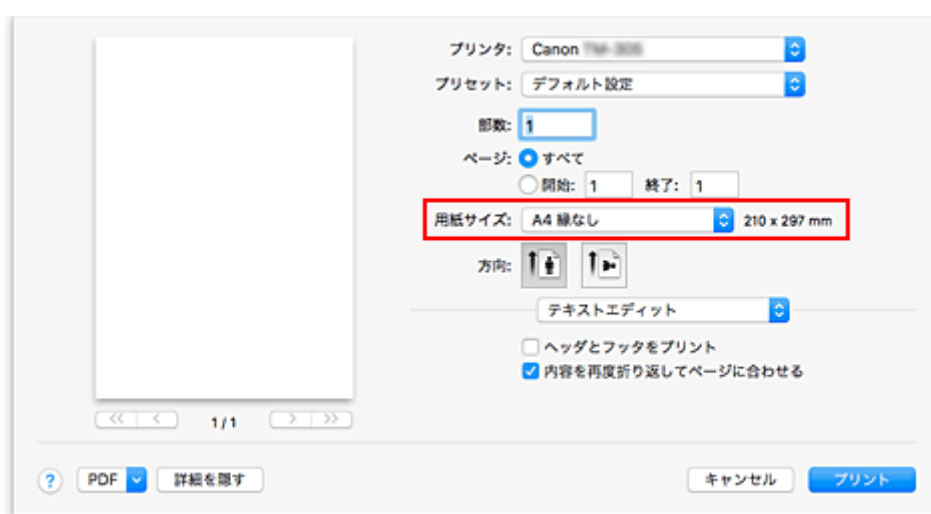 プリンタ: Canon
プリセット: デフォルト設定
部数: 1
ページ: すべて
開始: 1 終了: 1
用紙サイズ: A4 縁なし 210 x 297 mm
方向:
テキストエディット
ヘッダとフッタをプリント
内容を再度折り返してページに合わせる
<< < 1/1 > >>
? PDF 詳細を隠す キャンセル プリント